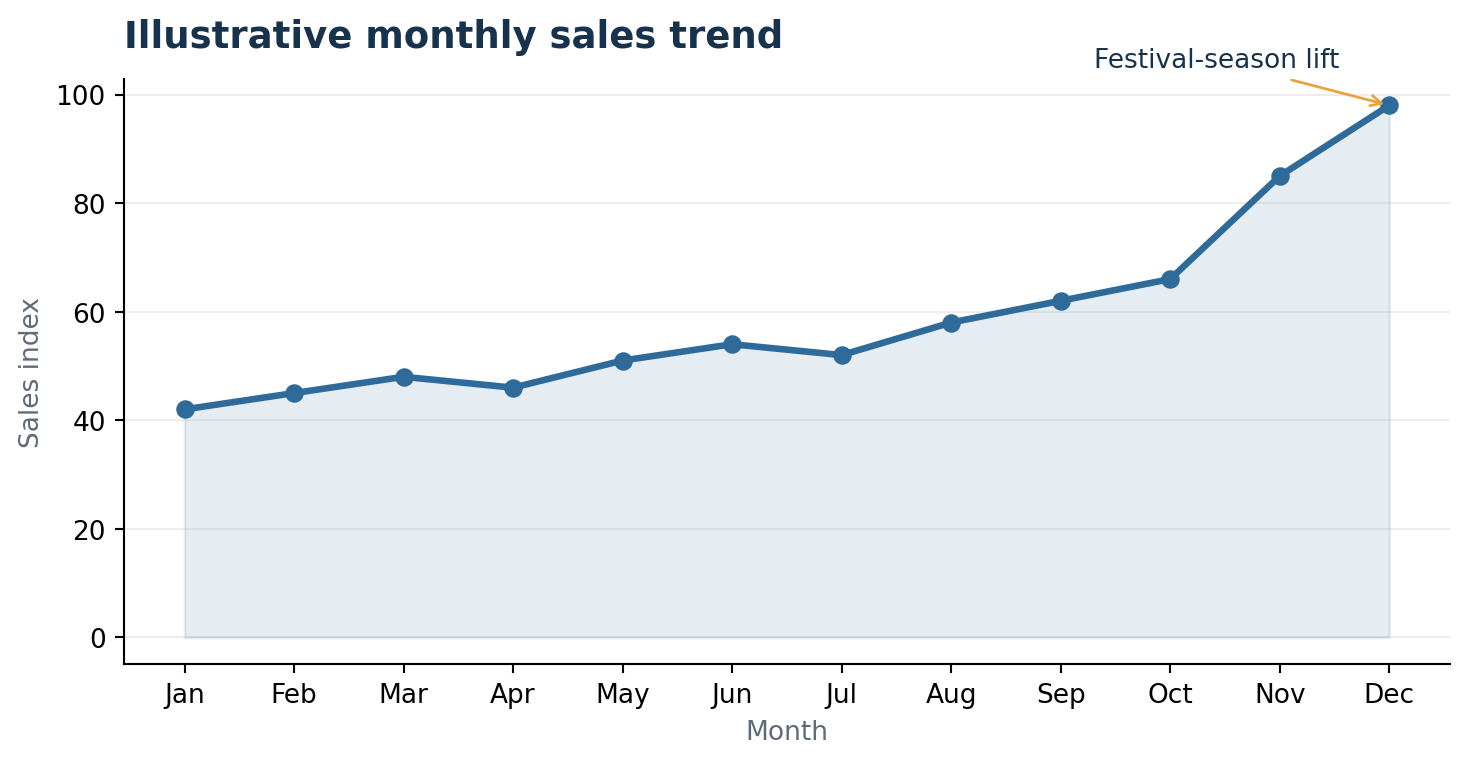 Illustrative monthly sales trend
Festival-season lift
100
80
60
40
20
0
Sales index
Jan Feb Mar Apr May Jun Jul Aug Sep Oct Nov Dec
Month